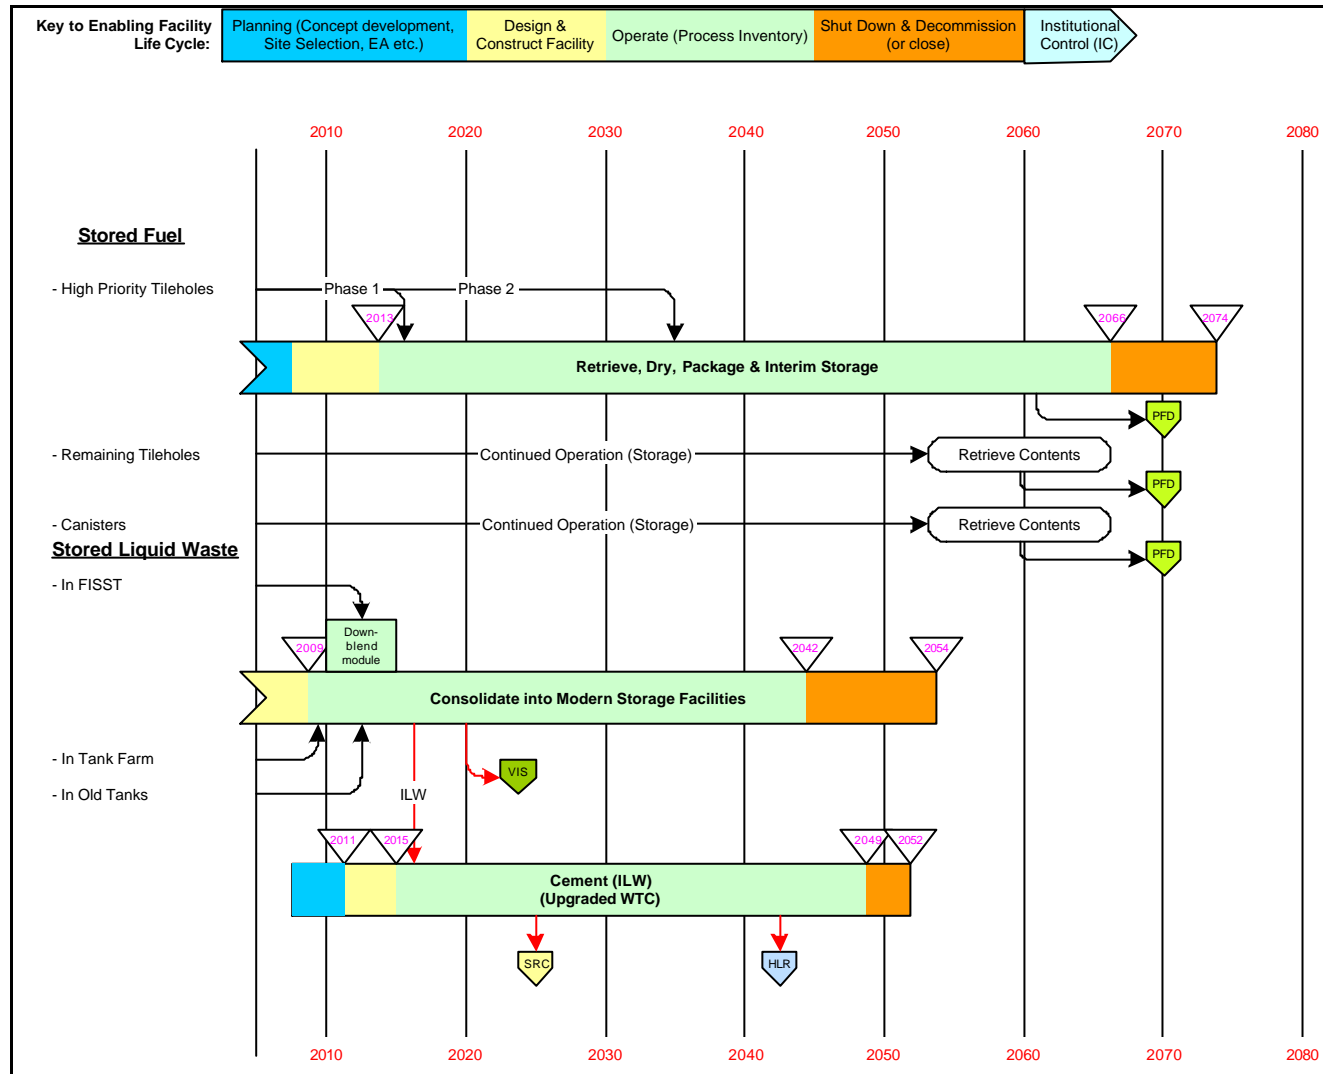 Key to Enabling Facility
Life Cycle:
Planning (Concept development,
Site Selection, EA etc.)
Design &
Construct Facility
Operate (Process Inventory)
Shut Down & Decommission
(or close)
Institutional
Control (IC)
2010 2020 2030 2040 2050 2060 2070 2080
Stored Fuel
- High Priority Tileholes
Phase 1
Phase 2
2013
2066
2074
Retrieve, Dry, Package & Interim Storage
PFD
- Remaining Tileholes
Continued Operation (Storage)
Retrieve Contents
PFD
- Canisters
Continued Operation (Storage)
Retrieve Contents
Stored Liquid Waste
PFD
- In FISST
Down-
blend
module
2009
2042
2054
Consolidate into Modern Storage Facilities
- In Tank Farm
VIS
- In Old Tanks
ILW
2011
2015
2049
2052
Cement (ILW)
(Upgraded WTC)
SRC
HLR
2010 2020 2030 2040 2050 2060 2070 2080